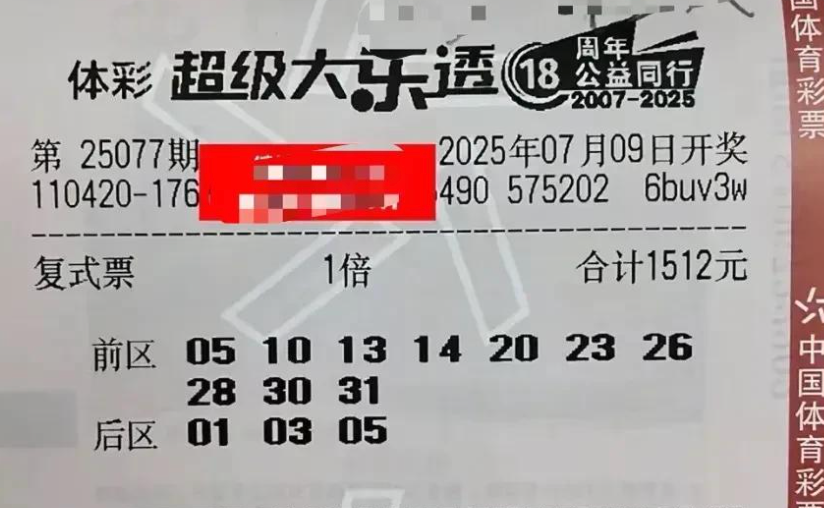 体彩 超级大乐透 18 周年
公益同行
2007-2025
第 25077期 2025年07月09日开奖
110420-176 490 575202 6buv3w
复式票 1倍 合计1512元
前区 05 10 13 14 20 23 26
28 30 31
后区 01 03 05
国体育彩票
中国体育彩票